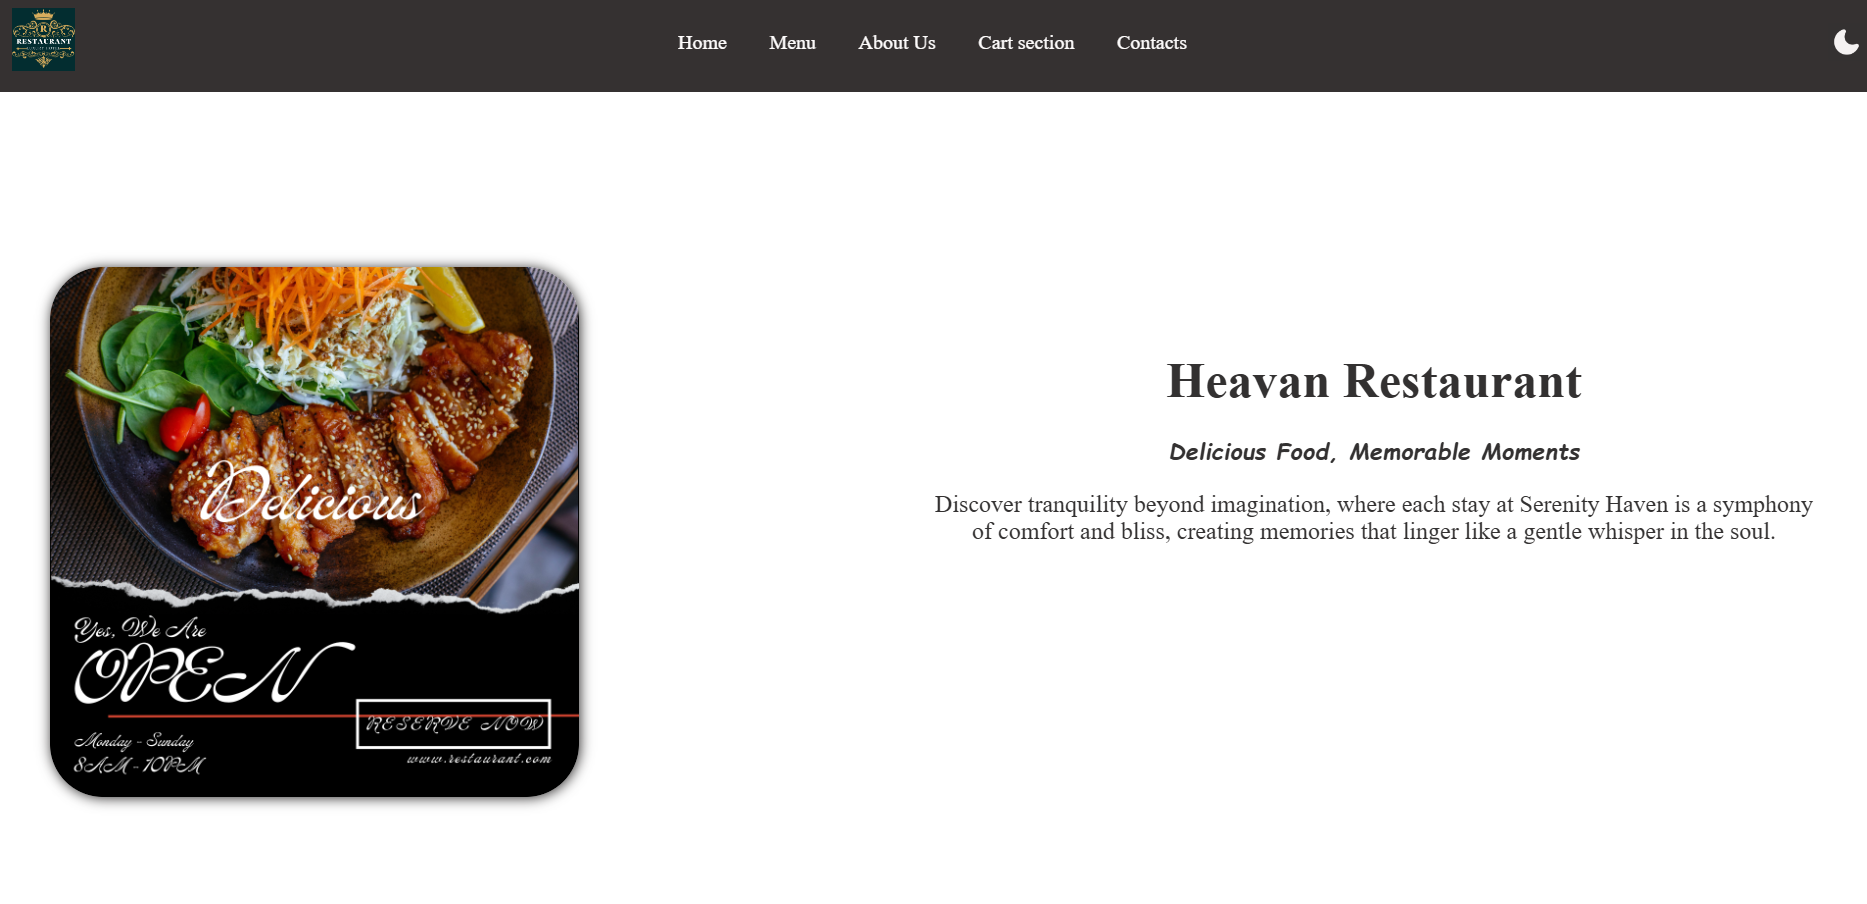 R
RESTAURANT
LUXURY HOTEL
Home Menu About Us Cart section Contacts
Delicious
Yes, We Are
OPEN
RESERVE NOW
Monday - Sunday
8AM - 10PM
www.restaurant.com
Heavan Restaurant
Delicious Food, Memorable Moments
Discover tranquility beyond imagination, where each stay at Serenity Haven is a symphony
of comfort and bliss, creating memories that linger like a gentle whisper in the soul.